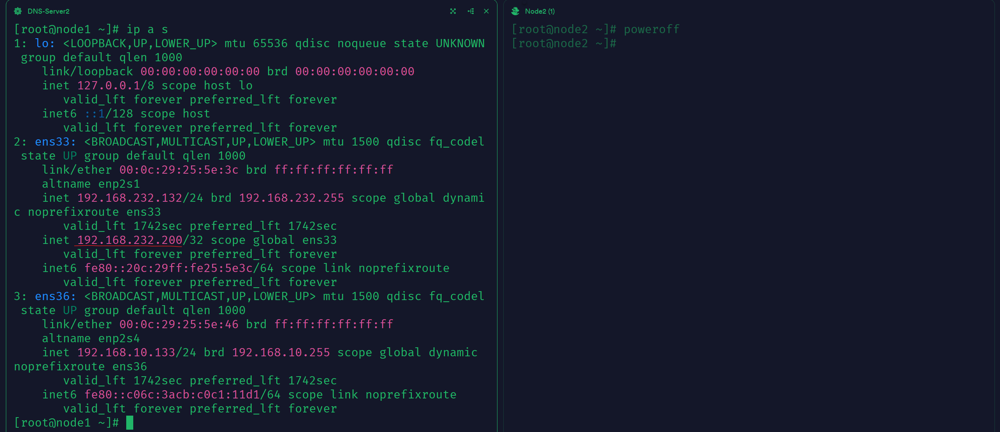 DNS-Server2
[root@node1 ~]# ip a s
1: lo: <LOOPBACK,UP,LOWER_UP> mtu 65536 qdisc noqueue state UNKNOWN
 group default qlen 1000
    link/loopback 00:00:00:00:00:00 brd 00:00:00:00:00:00
    inet 127.0.0.1/8 scope host lo
       valid_lft forever preferred_lft forever
    inet6 ::1/128 scope host
       valid_lft forever preferred_lft forever
2: ens33: <BROADCAST,MULTICAST,UP,LOWER_UP> mtu 1500 qdisc fq_codel
 state UP group default qlen 1000
    link/ether 00:0c:29:25:5e:3c brd ff:ff:ff:ff:ff:ff
    altname enp2s1
    inet 192.168.232.132/24 brd 192.168.232.255 scope global dynami
c noprefixroute ens33
       valid_lft 1742sec preferred_lft 1742sec
    inet 192.168.232.200/32 scope global ens33
       valid_lft forever preferred_lft forever
    inet6 fe80::20c:29ff:fe25:5e3c/64 scope link noprefixroute
       valid_lft forever preferred_lft forever
3: ens36: <BROADCAST,MULTICAST,UP,LOWER_UP> mtu 1500 qdisc fq_codel
 state UP group default qlen 1000
    link/ether 00:0c:29:25:5e:46 brd ff:ff:ff:ff:ff:ff
    altname enp2s4
    inet 192.168.10.133/24 brd 192.168.10.255 scope global dynamic
noprefixroute ens36
       valid_lft 1742sec preferred_lft 1742sec
    inet6 fe80::c06c:3acb:c0c1:11d1/64 scope link noprefixroute
       valid_lft forever preferred_lft forever
[root@node1 ~]#
Node2 (1)
[root@node2 ~]# poweroff
[root@node2 ~]#